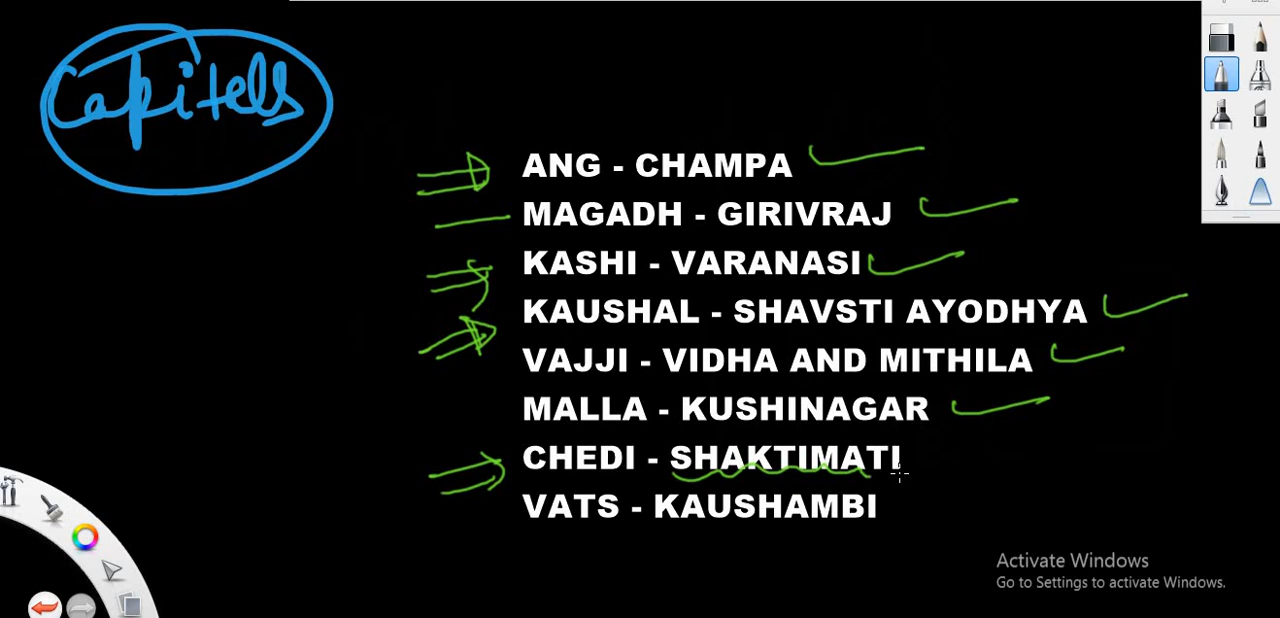 Capitells
ANG - CHAMPA
MAGADH - GIRIVRAJ
KASHI - VARANASI
KAUSHAL - SHAVSTI AYODHYA
VAJJI - VIDHA AND MITHILA
MALLA - KUSHINAGAR
CHEDI - SHAKTIMATI
VATS - KAUSHAMBI
Activate Windows
Go to Settings to activate Windows.